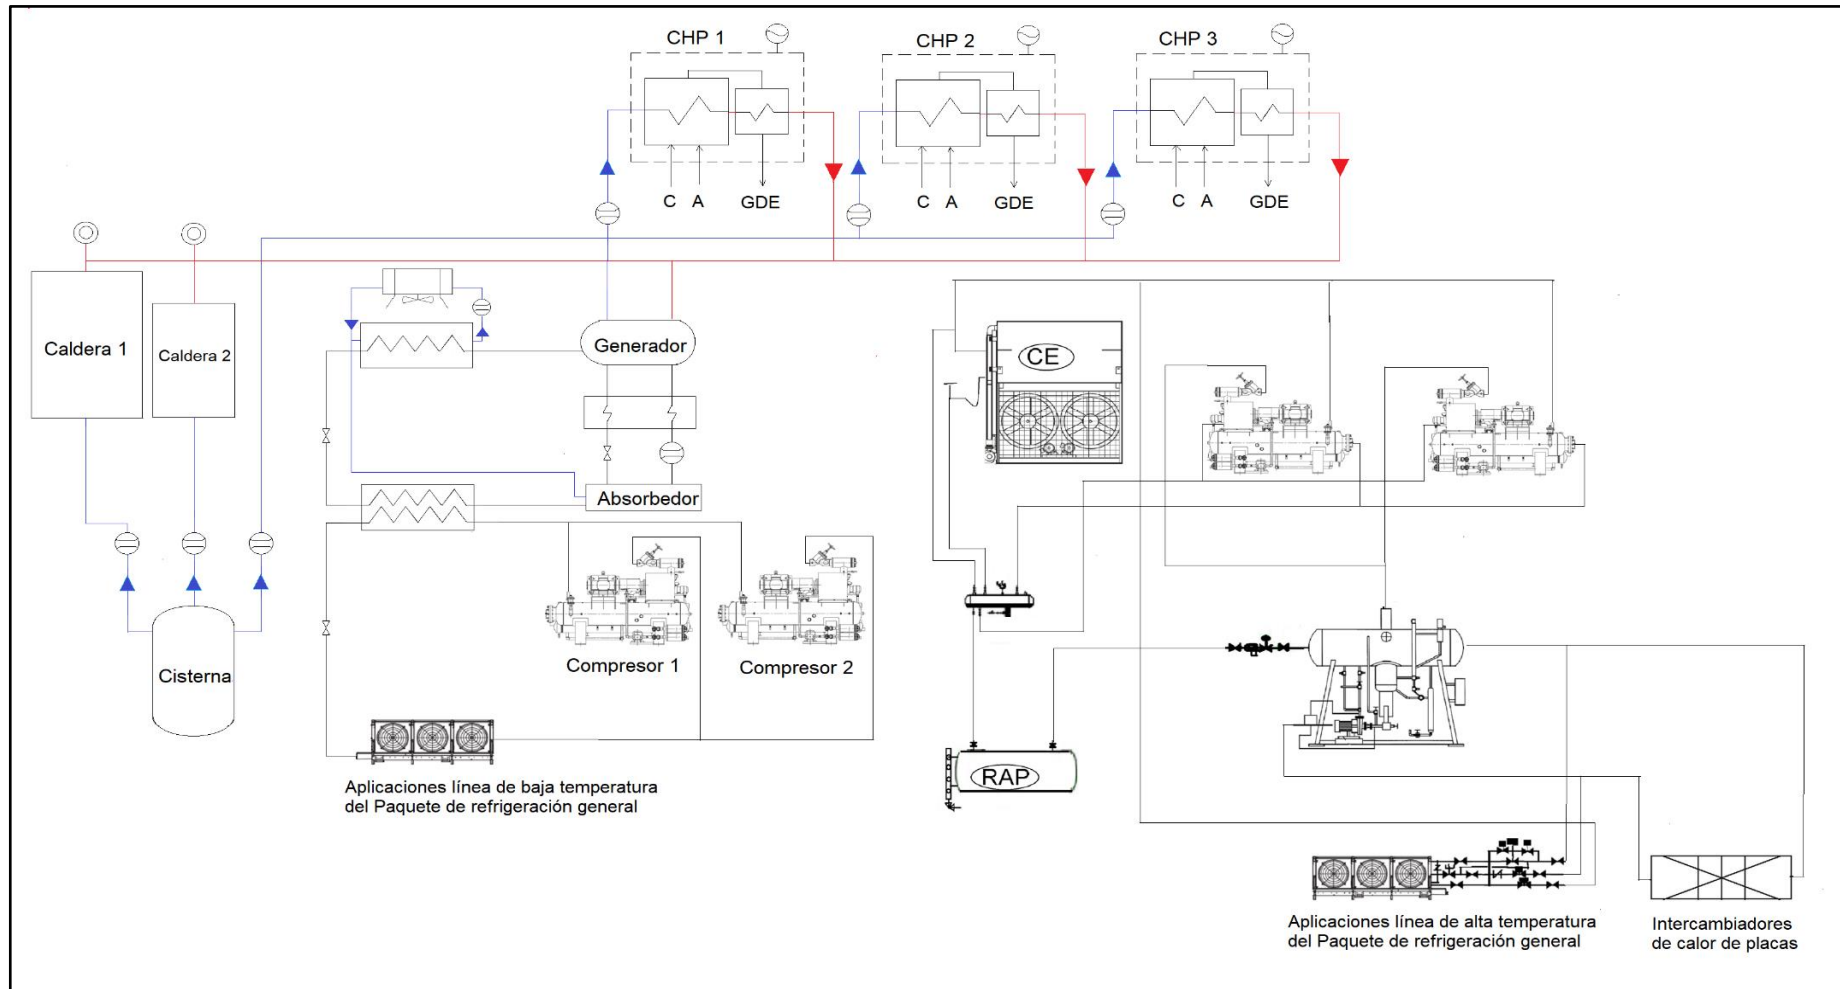 CHP 1
CHP 2
CHP 3
C A GDE
C A GDE
C A GDE
Caldera 1
Caldera 2
Generador
CE
Absorbedor
Cisterna
Compresor 1
Compresor 2
RAP
Aplicaciones línea de baja temperatura
del Paquete de refrigeración general
Aplicaciones línea de alta temperatura
del Paquete de refrigeración general
Intercambiadores
de calor de placas